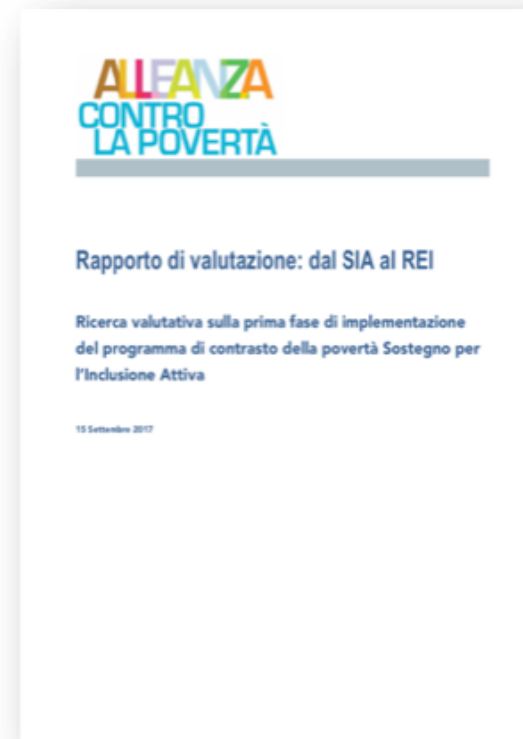 ALLEANZA
CONTRO
LA POVERTÀ
Rapporto di valutazione: dal SIA al REI
Ricerca valutativa sulla prima fase di implementazione
del programma di contrasto della povertà Sostegno per
l'Inclusione Attiva
15 Settembre 2017